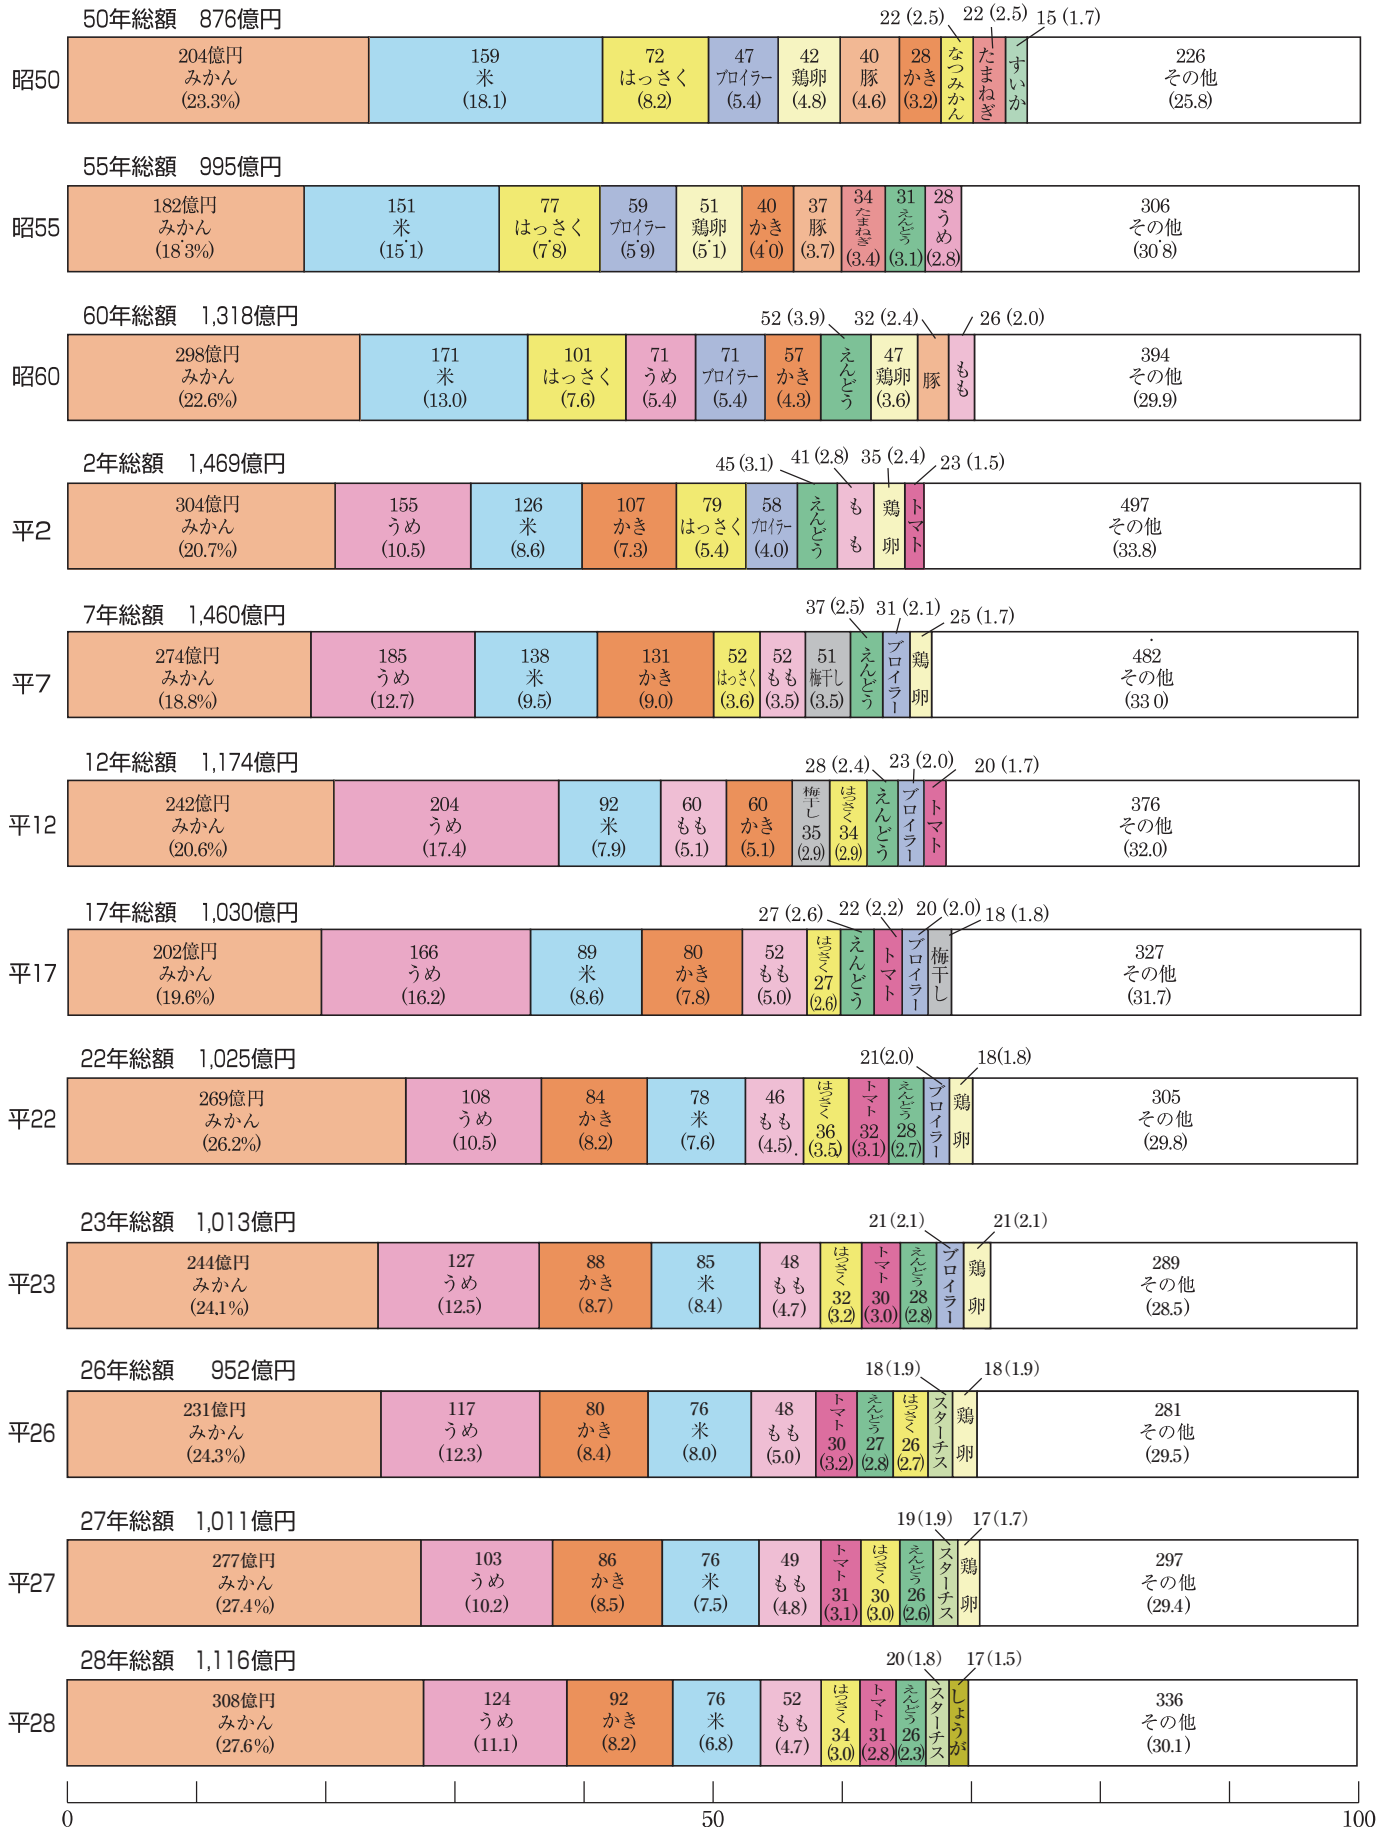 50年総額 876億円
22 (2.5) 22 (2.5) 15 (1.7)
昭50
204億円 159 72 47 42 40 28 226
みかん 米 はっさく ブロイラー 鶏卵 豚 かき なつみかん たまねぎ すいか その他
(23.3%) (18.1) (8.2) (5.4) (4.8) (4.6) (3.2) (25.8)
55年総額 995億円
昭55
182億円 151 77 59 51 40 37 34 31 28 306
みかん 米 はっさく ブロイラー 鶏卵 かき 豚 たまねぎ えんどう うめ その他
(18.3%) (15.1) (7.8) (5.9) (5.1) (4.0) (3.7) (3.4) (3.1) (2.8) (30.8)
60年総額 1,318億円
52 (3.9) 32 (2.4) 26 (2.0)
昭60
298億円 171 101 71 71 57 47 394
みかん 米 はっさく うめ ブロイラー かき えんどう 鶏卵 豚 もも その他
(22.6%) (13.0) (7.6) (5.4) (5.4) (4.3) (3.6) (29.9)
2年総額 1,469億円
45 (3.1) 41 (2.8) 35 (2.4) 23 (1.5)
平2
304億円 155 126 107 79 58 497
みかん うめ 米 かき はっさく ブロイラー えんどう もも 鶏卵 トマト その他
(20.7%) (10.5) (8.6) (7.3) (5.4) (4.0) (33.8)
7年総額 1,460億円
37 (2.5) 31 (2.1) 25 (1.7)
平7
274億円 185 138 131 52 52 51 482
みかん うめ 米 かき はっさく もも 梅干し えんどう ブロイラー 鶏卵 その他
(18.8%) (12.7) (9.5) (9.0) (3.6) (3.5) (3.5) (33 0)
12年総額 1,174億円
28 (2.4) 23 (2.0) 20 (1.7)
平12
242億円 204 92 60 60 35 34 376
みかん うめ 米 もも かき 梅干し はっさく えんどう ブロイラー トマト その他
(20.6%) (17.4) (7.9) (5.1) (5.1) (2.9) (2.9) (32.0)
17年総額 1,030億円
27 (2.6) 22 (2.2) 20 (2.0) 18 (1.8)
平17
202億円 166 89 80 52 27 327
みかん うめ 米 かき もも はっさく えんどう トマト ブロイラー 梅干し その他
(19.6%) (16.2) (8.6) (7.8) (5.0) (2.6) (31.7)
22年総額 1,025億円
21(2.0) 18(1.8)
平22
269億円 108 84 78 46 36 32 28 305
みかん うめ かき 米 もも はっさく トマト えんどう ブロイラー 鶏卵 その他
(26.2%) (10.5) (8.2) (7.6) (4.5) (3.5) (3.1) (2.7) (29.8)
23年総額 1,013億円
21(2.1) 21(2.1)
平23
244億円 127 88 85 48 32 30 28 289
みかん うめ かき 米 もも はっさく トマト えんどう ブロイラー 鶏卵 その他
(24,1%) (12.5) (8.7) (8.4) (4.7) (3.2) (3.0) (2.8) (28.5)
26年総額 952億円
18(1.9) 18(1.9)
平26
231億円 117 80 76 48 30 27 26 281
みかん うめ かき 米 もも トマト えんどう はっさく スターチス 鶏卵 その他
(24.3%) (12.3) (8.4) (8.0) (5.0) (3.2) (2.8) (2.7) (29.5)
27年総額 1,011億円
19(1.9) 17(1.7)
平27
277億円 103 86 76 49 31 30 26 297
みかん うめ かき 米 もも トマト はっさく えんどう スターチス 鶏卵 その他
(27.4%) (10.2) (8.5) (7.5) (4.8) (3.1) (3.0) (2.6) (29.4)
28年総額 1,116億円
20(1.8) 17(1.5)
平28
308億円 124 92 76 52 34 31 26 336
みかん うめ かき 米 もも はっさく トマト えんどう スターチス しょうが その他
(27.6%) (11.1) (8.2) (6.8) (4.7) (3.0) (2.8) (2.3) (30.1)
0 50 100